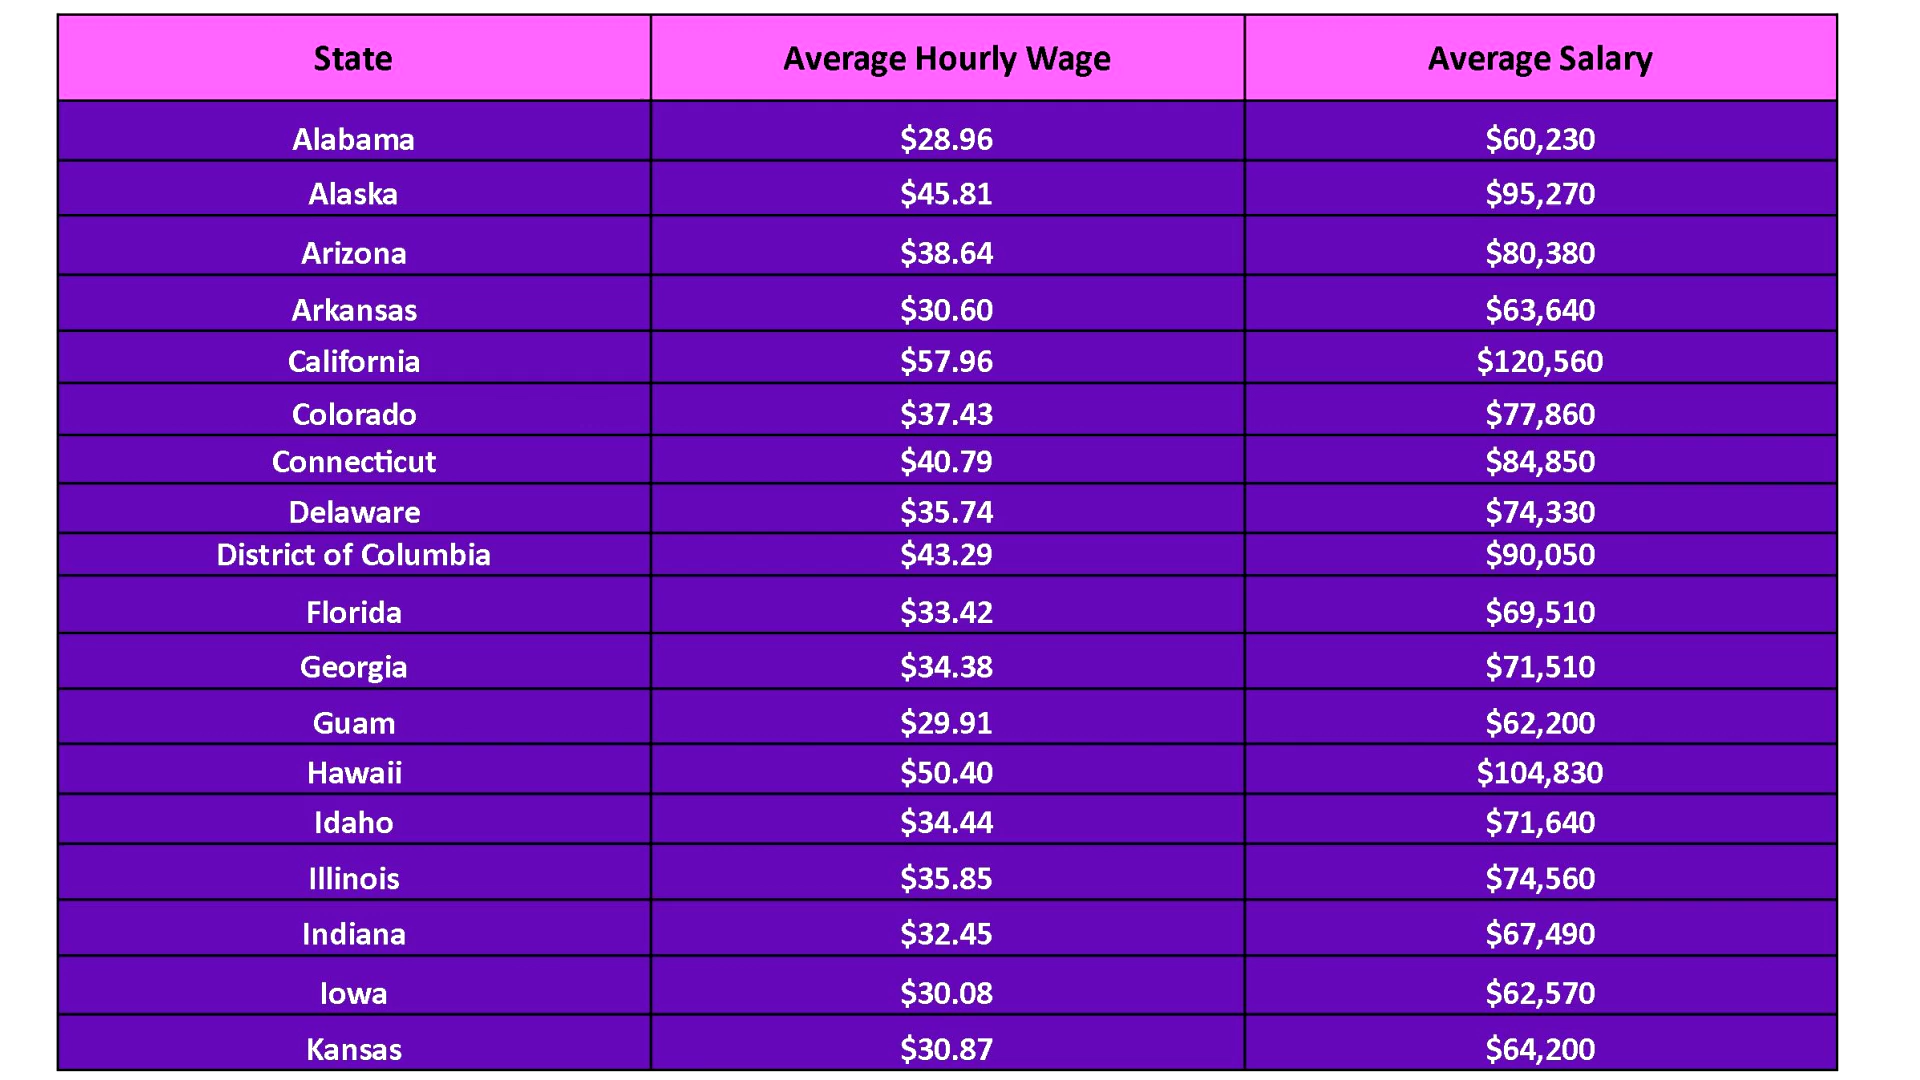 State Average Hourly Wage Average Salary
Alabama $28.96 $60,230
Alaska $45.81 $95,270
Arizona $38.64 $80,380
Arkansas $30.60 $63,640
California $57.96 $120,560
Colorado $37.43 $77,860
Connecticut $40.79 $84,850
Delaware $35.74 $74,330
District of Columbia $43.29 $90,050
Florida $33.42 $69,510
Georgia $34.38 $71,510
Guam $29.91 $62,200
Hawaii $50.40 $104,830
Idaho $34.44 $71,640
Illinois $35.85 $74,560
Indiana $32.45 $67,490
Iowa $30.08 $62,570
Kansas $30.87 $64,200